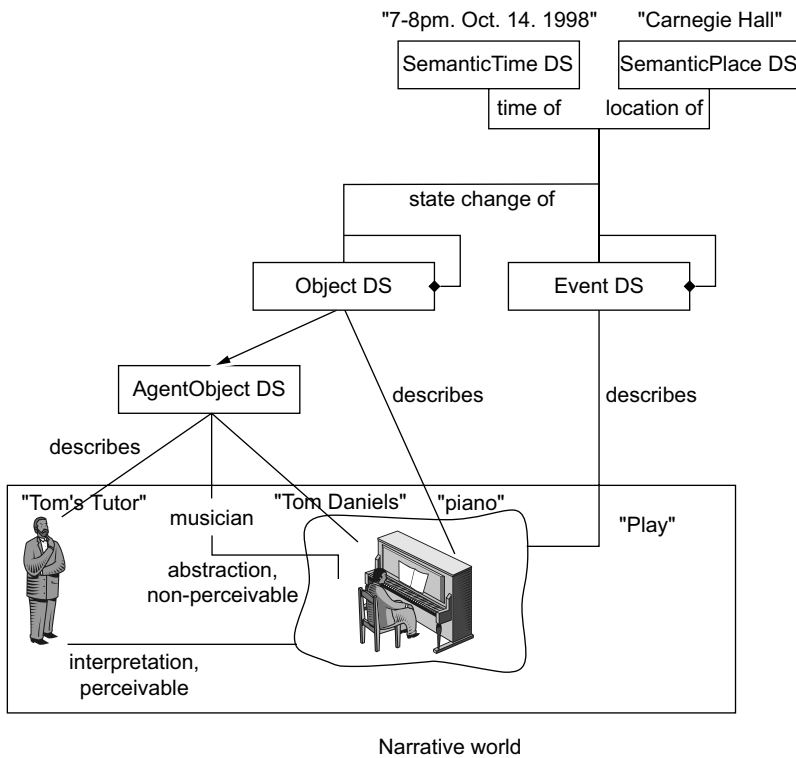 "7-8pm. Oct. 14. 1998"
"Carnegie Hall"
SemanticTime DS
SemanticPlace DS
time of
location of
state change of
Object DS
Event DS
AgentObject DS
describes
describes
describes
"Tom's Tutor"
"Tom Daniels"
"piano"
musician
"Play"
abstraction,
non-perceivable
interpretation,
perceivable
Narrative world